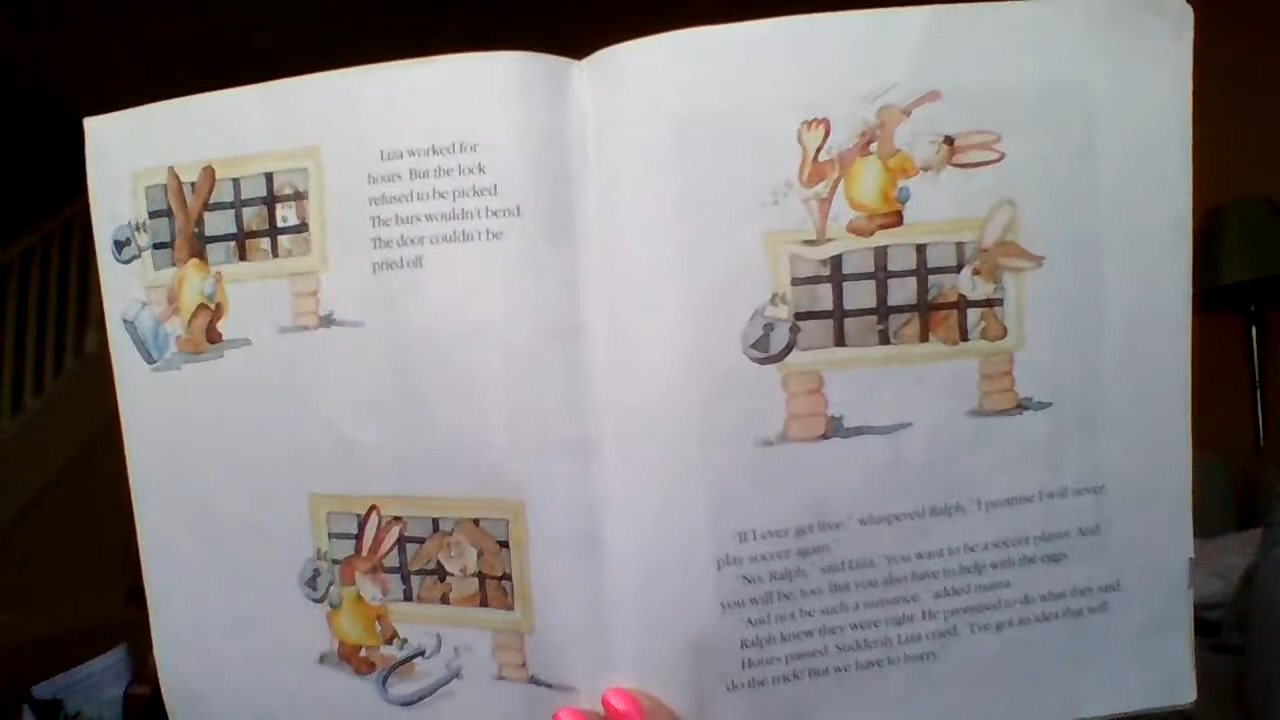 Liza worked for
hours. But the lock
refused to be picked.
The bars wouldn't bend.
The door couldn't be
pried off.
"If I ever get free," whispered Ralph, "I promise I will never
play soccer again."
"No, Ralph," said Liza, "you want to be a soccer player. And
you will be, too. But you also have to help with the eggs."
"And not be such a nuisance," added mama.
Ralph knew they were right. He promised to do what they said.
Hours passed. Suddenly Liza cried, "I've got an idea that will
do the trick! But we have to hurry."